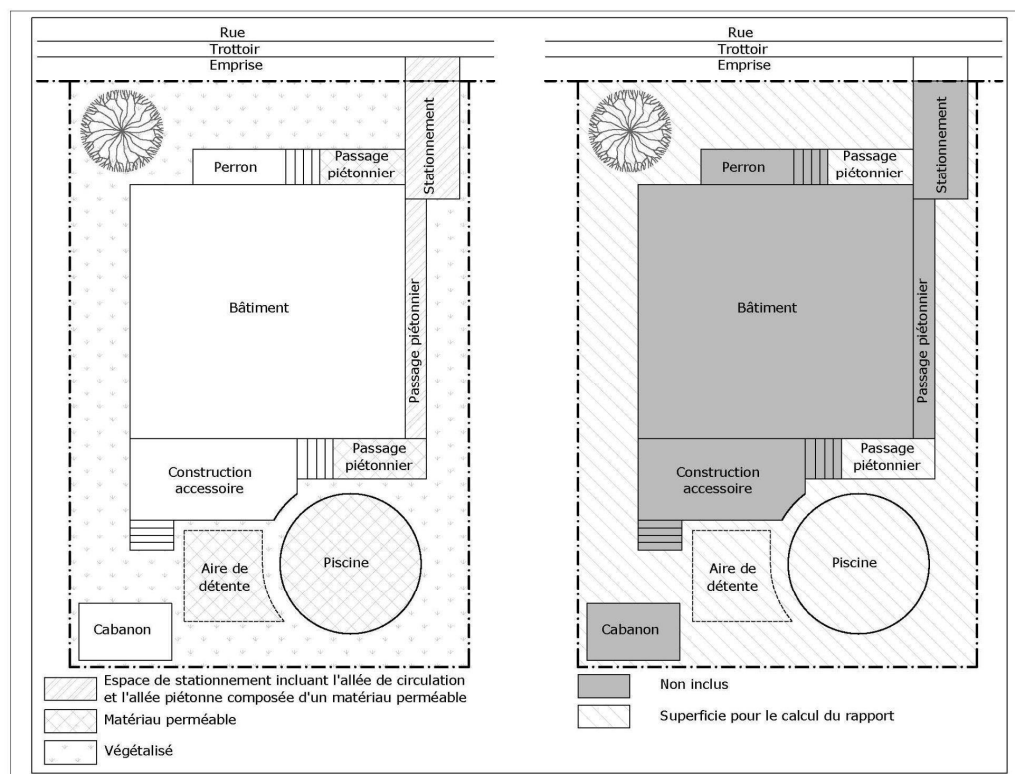 Rue
Trottoir
Emprise
Stationnement
Perron
Passage
piétonnier
Bâtiment
Passage piétonnier
Passage
piétonnier
Construction
accessoire
Aire de
détente
Piscine
Cabanon
Espace de stationnement incluant l'allée de circulation
et l'allée piétonne composée d'un matériau perméable
Matériau perméable
Végétalisé
Rue
Trottoir
Emprise
Stationnement
Perron
Passage
piétonnier
Bâtiment
Passage piétonnier
Passage
piétonnier
Construction
accessoire
Aire de
détente
Piscine
Cabanon
Non inclus
Superficie pour le calcul du rapport